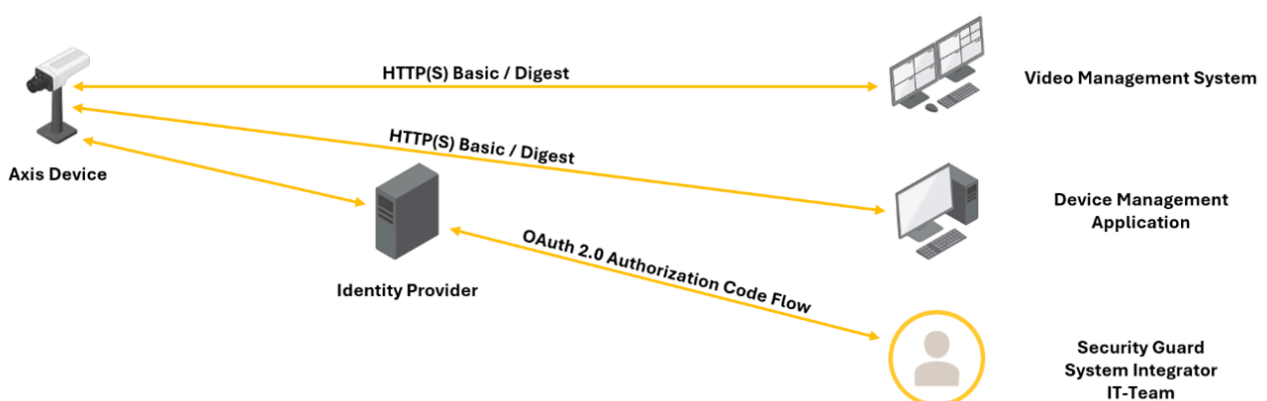 HTTP(S) Basic / Digest
Video Management System
HTTP(S) Basic / Digest
Axis Device
Device Management
Application
OAuth 2.0 Authorization Code Flow
Identity Provider
Security Guard
System Integrator
IT-Team